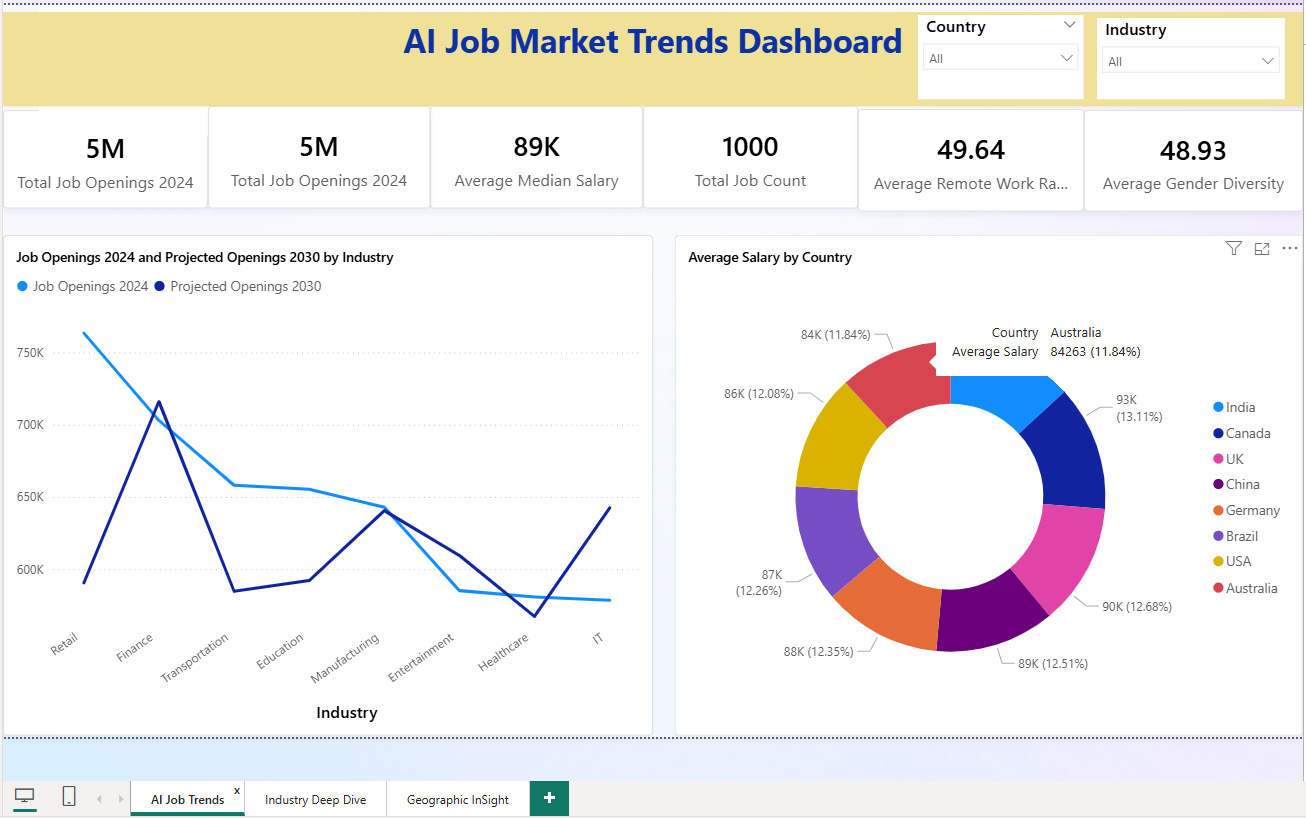 AI Job Market Trends Dashboard
Country
All
Industry
All
5M
Total Job Openings 2024
5M
Total Job Openings 2024
89K
Average Median Salary
1000
Total Job Count
49.64
Average Remote Work Ra...
48.93
Average Gender Diversity
Job Openings 2024 and Projected Openings 2030 by Industry
Job Openings 2024
Projected Openings 2030
750K
700K
650K
600K
Retail
Finance
Transportation
Education
Manufacturing
Entertainment
Healthcare
IT
Industry
Average Salary by Country
Country Australia
Average Salary 84263 (11.84%)
84K (11.84%)
86K (12.08%)
87K
(12.26%)
88K (12.35%)
89K (12.51%)
90K (12.68%)
93K
(13.11%)
India
Canada
UK
China
Germany
Brazil
USA
Australia
AI Job Trends
x
Industry Deep Dive
Geographic InSight
+